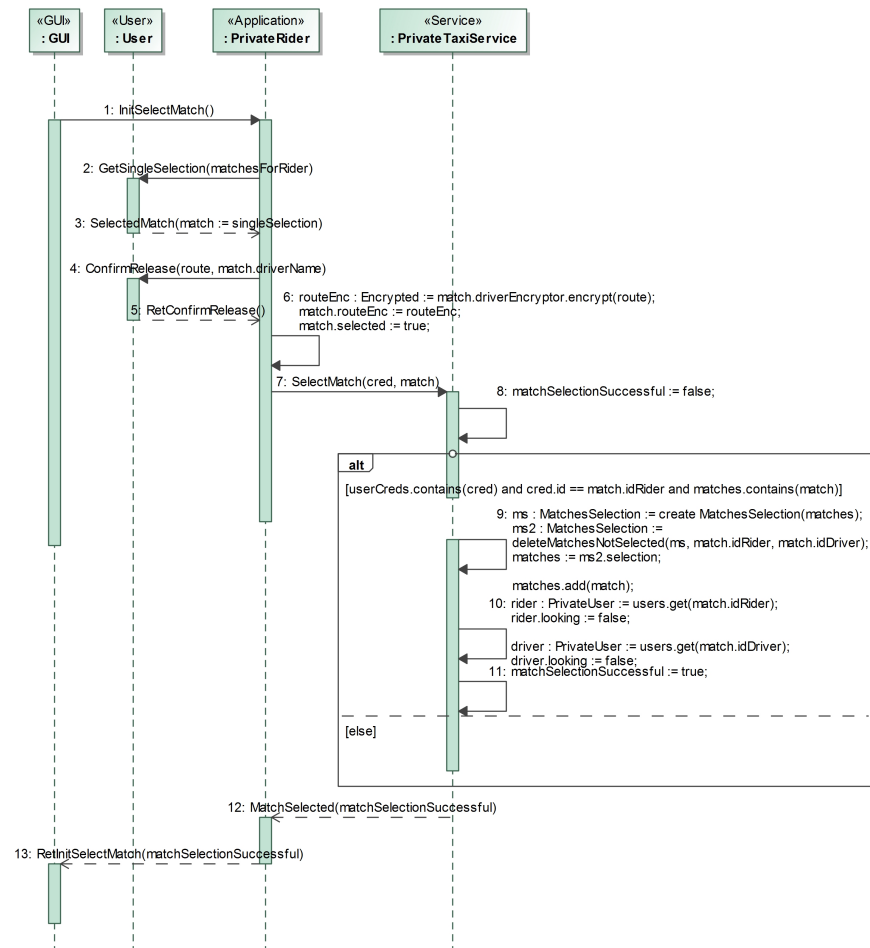 «GUI»
: GUI
«User»
: User
«Application»
: PrivateRider
«Service»
: PrivateTaxiService
1: InitSelectMatch()
2: GetSingleSelection(matchesForRider)
3: SelectedMatch(match := singleSelection)
4: ConfirmRelease(route, match.driverName)
5: RetConfirmRelease()
6: routeEnc : Encrypted := match.driverEncryptor.encrypt(route);
match.routeEnc := routeEnc;
match.selected := true;
7: SelectMatch(cred, match)
8: matchSelectionSuccessful := false;
alt
[userCreds.contains(cred) and cred.id == match.idRider and matches.contains(match)]
9: ms : MatchesSelection := create MatchesSelection(matches);
ms2 : MatchesSelection :=
deleteMatchesNotSelected(ms, match.idRider, match.idDriver);
matches := ms2.selection;
matches.add(match);
10: rider : PrivateUser := users.get(match.idRider);
rider.looking := false;
driver : PrivateUser := users.get(match.idDriver);
driver.looking := false;
11: matchSelectionSuccessful := true;
[else]
12: MatchSelected(matchSelectionSuccessful)
13: RetInitSelectMatch(matchSelectionSuccessful)